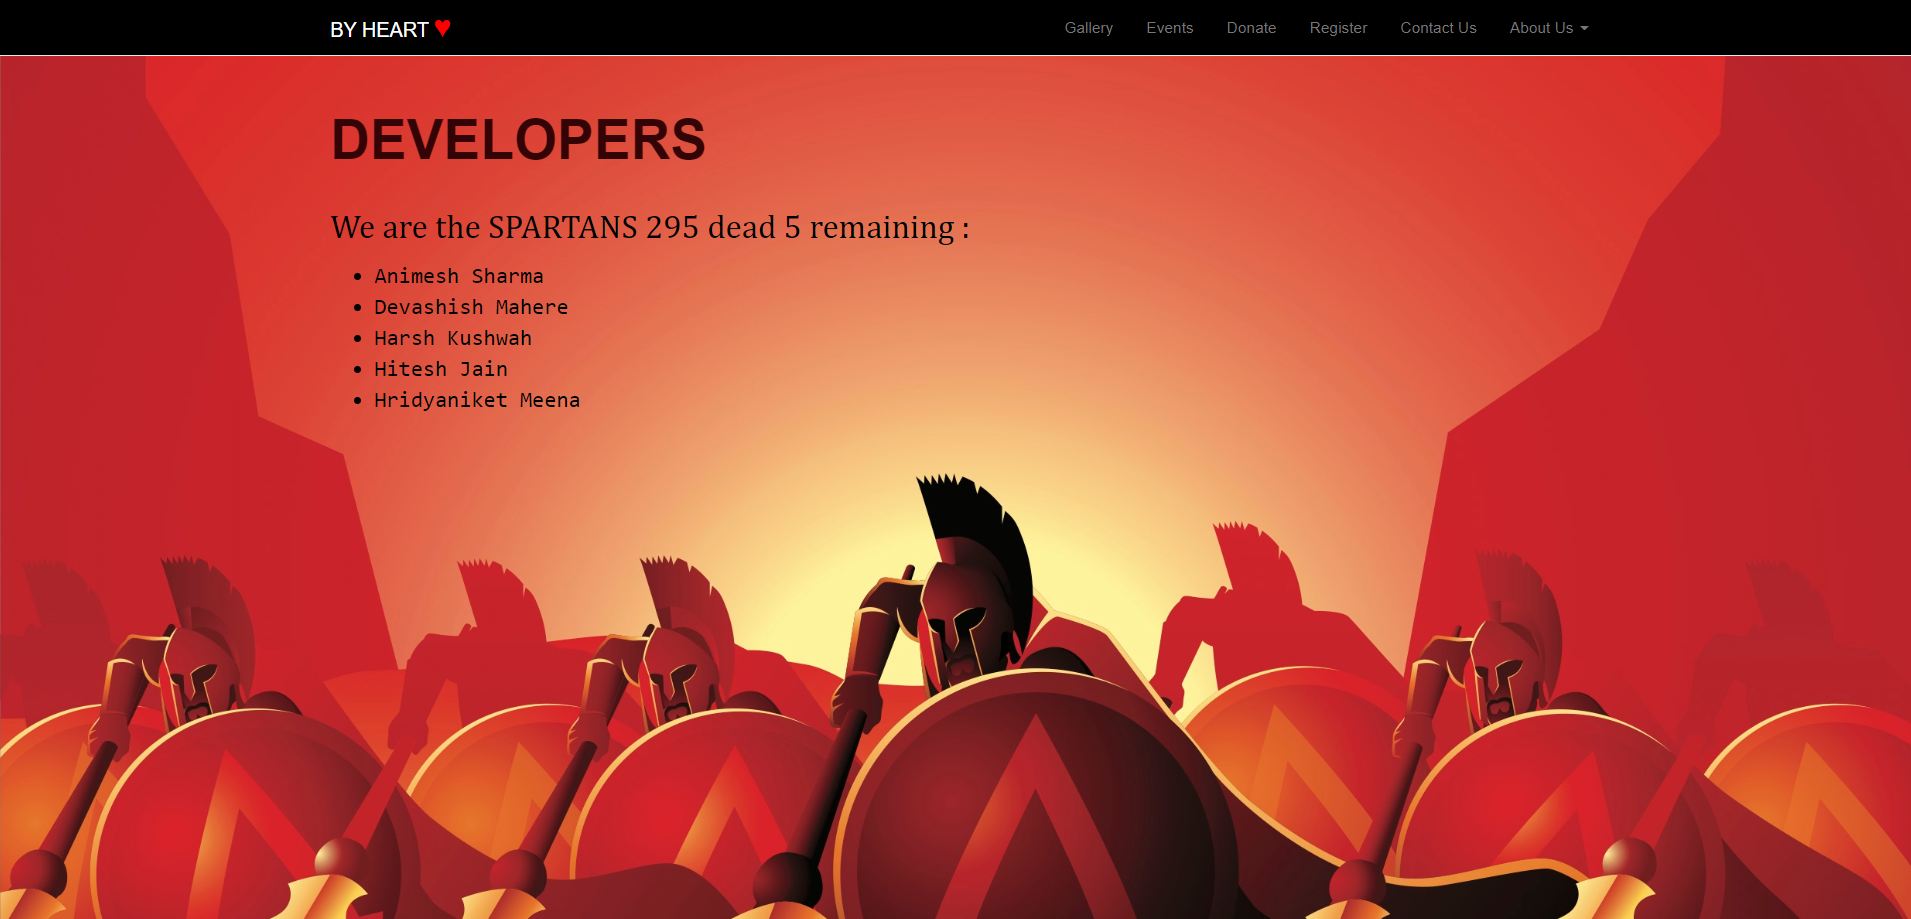 BY HEART ♥
Gallery Events Donate Register Contact Us About Us
DEVELOPERS
We are the SPARTANS 295 dead 5 remaining :
• Animesh Sharma
• Devashish Mahere
• Harsh Kushwah
• Hitesh Jain
• Hridyaniket Meena